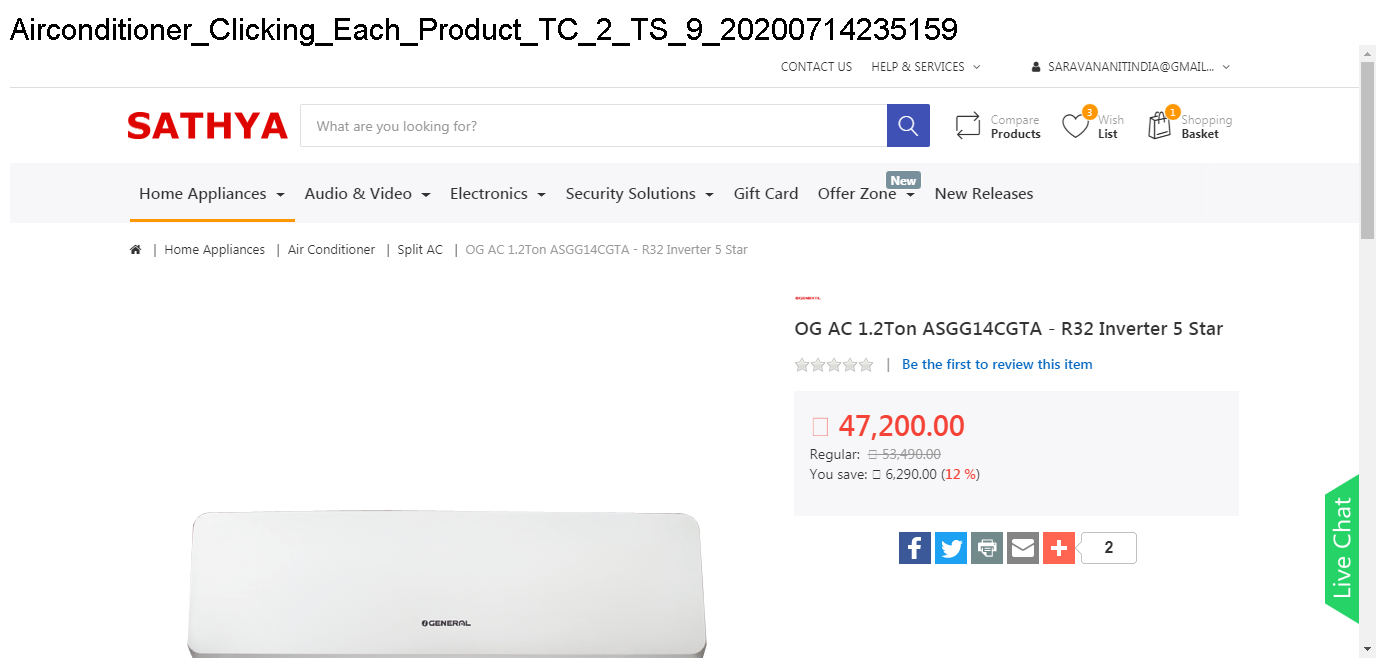 Airconditioner_Clicking_Each_Product_TC_2_TS_9_20200714235159
CONTACT US HELP & SERVICES SARAVANANITINDIA@GMAIL...
SATHYA What are you looking for? Compare Products 3 Wish List 1 Shopping Basket
New
Home Appliances Audio & Video Electronics Security Solutions Gift Card Offer Zone New Releases
| Home Appliances | Air Conditioner | Split AC | OG AC 1.2Ton ASGG14CGTA - R32 Inverter 5 Star
OG AC 1.2Ton ASGG14CGTA - R32 Inverter 5 Star
| Be the first to review this item
47,200.00
Regular: 53,490.00
You save: 6,290.00 (12 %)
2
Live Chat
GENERAL